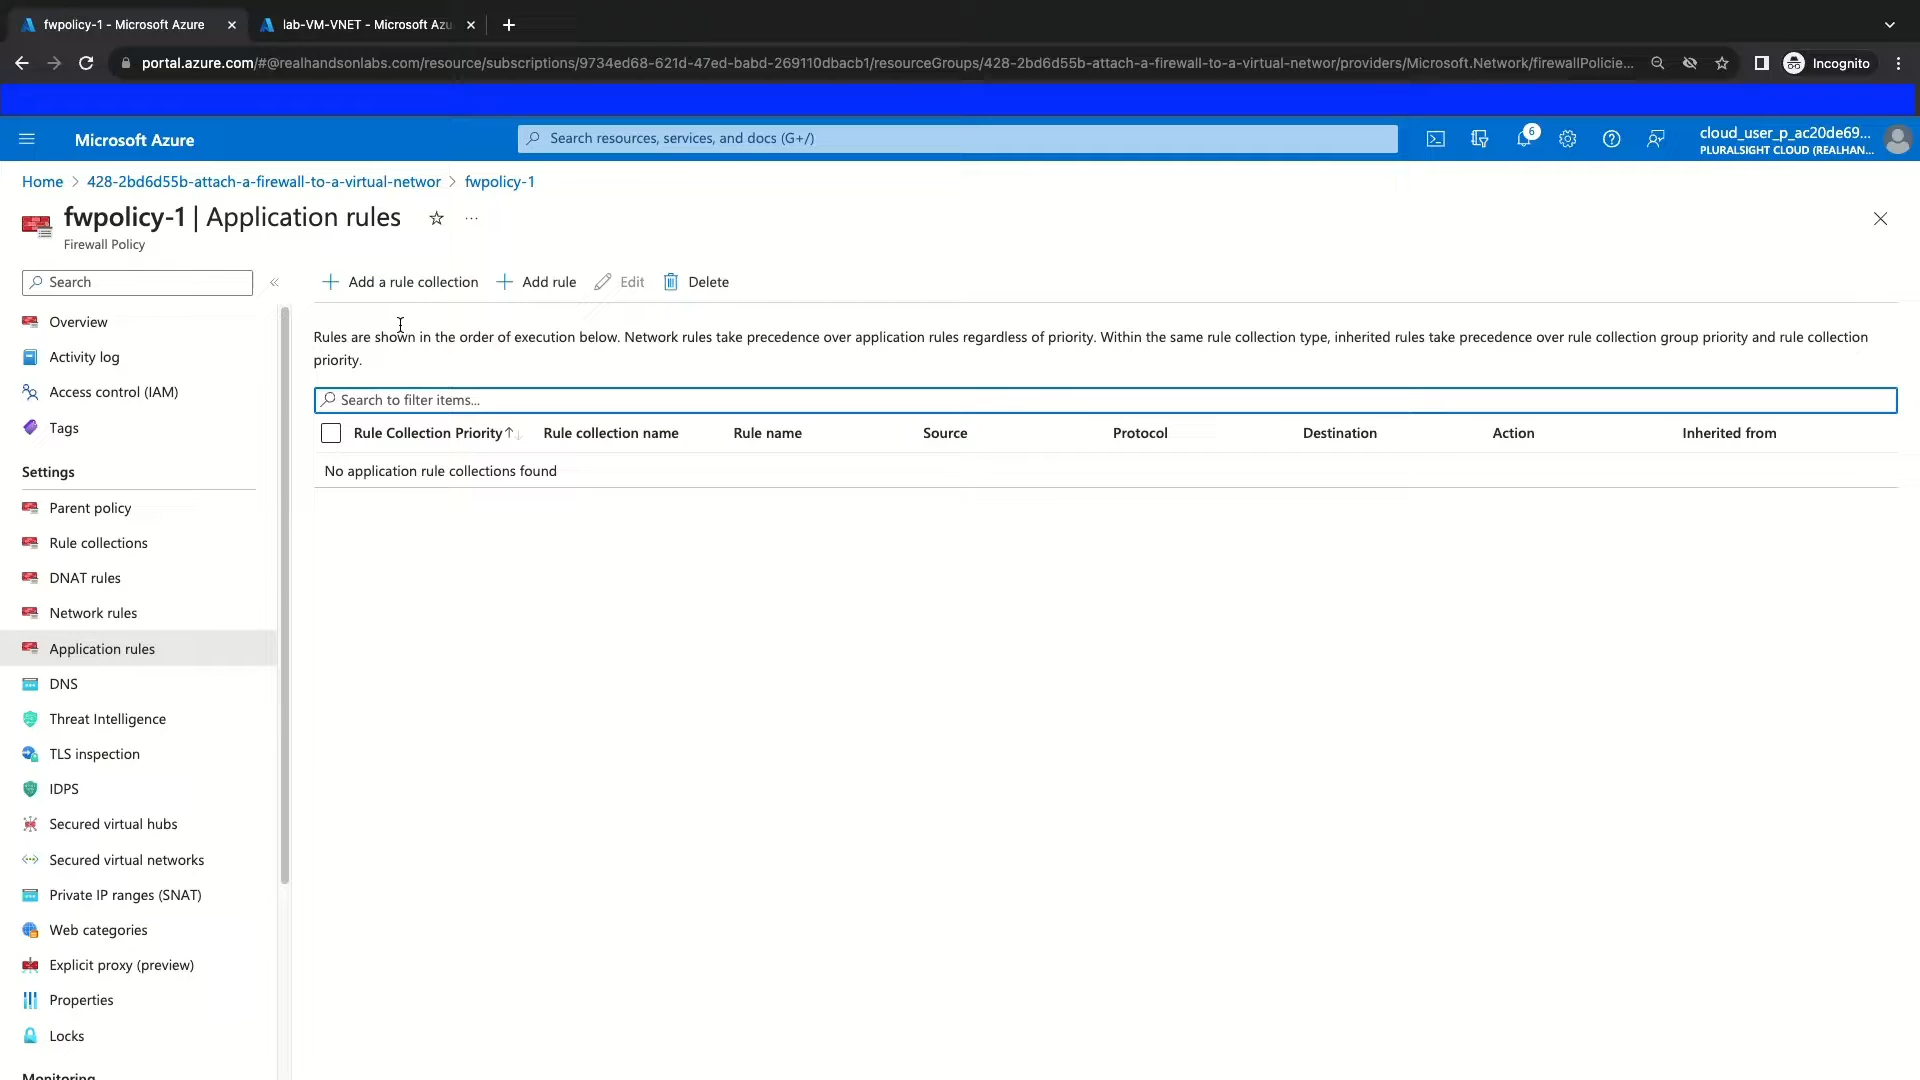 fwpolicy-1 - Microsoft Azure
lab-VM-VNET - Microsoft Azu
portal.azure.com/#@realhandsonlabs.com/resource/subscriptions/9734ed68-621d-47ed-babd-269110dbacb1/resourceGroups/428-2bd6d55b-attach-a-firewall-to-a-virtual-networ/providers/Microsoft.Network/firewallPolicie...
Incognito
Microsoft Azure
Search resources, services, and docs (G+/)
6
cloud_user_p_ac20de69...
PLURALSIGHT CLOUD (REALHAN...
Home > 428-2bd6d55b-attach-a-firewall-to-a-virtual-networ > fwpolicy-1
fwpolicy-1 | Application rules
Firewall Policy
Search
Add a rule collection
Add rule
Edit
Delete
Overview
Activity log
Access control (IAM)
Tags
Settings
Parent policy
Rule collections
DNAT rules
Network rules
Application rules
DNS
Threat Intelligence
TLS inspection
IDPS
Secured virtual hubs
Secured virtual networks
Private IP ranges (SNAT)
Web categories
Explicit proxy (preview)
Properties
Locks
Monitoring
Rules are shown in the order of execution below. Network rules take precedence over application rules regardless of priority. Within the same rule collection type, inherited rules take precedence over rule collection group priority and rule collection
priority.
Search to filter items...
Rule Collection Priority↑↓ Rule collection name Rule name Source Protocol Destination Action Inherited from
No application rule collections found